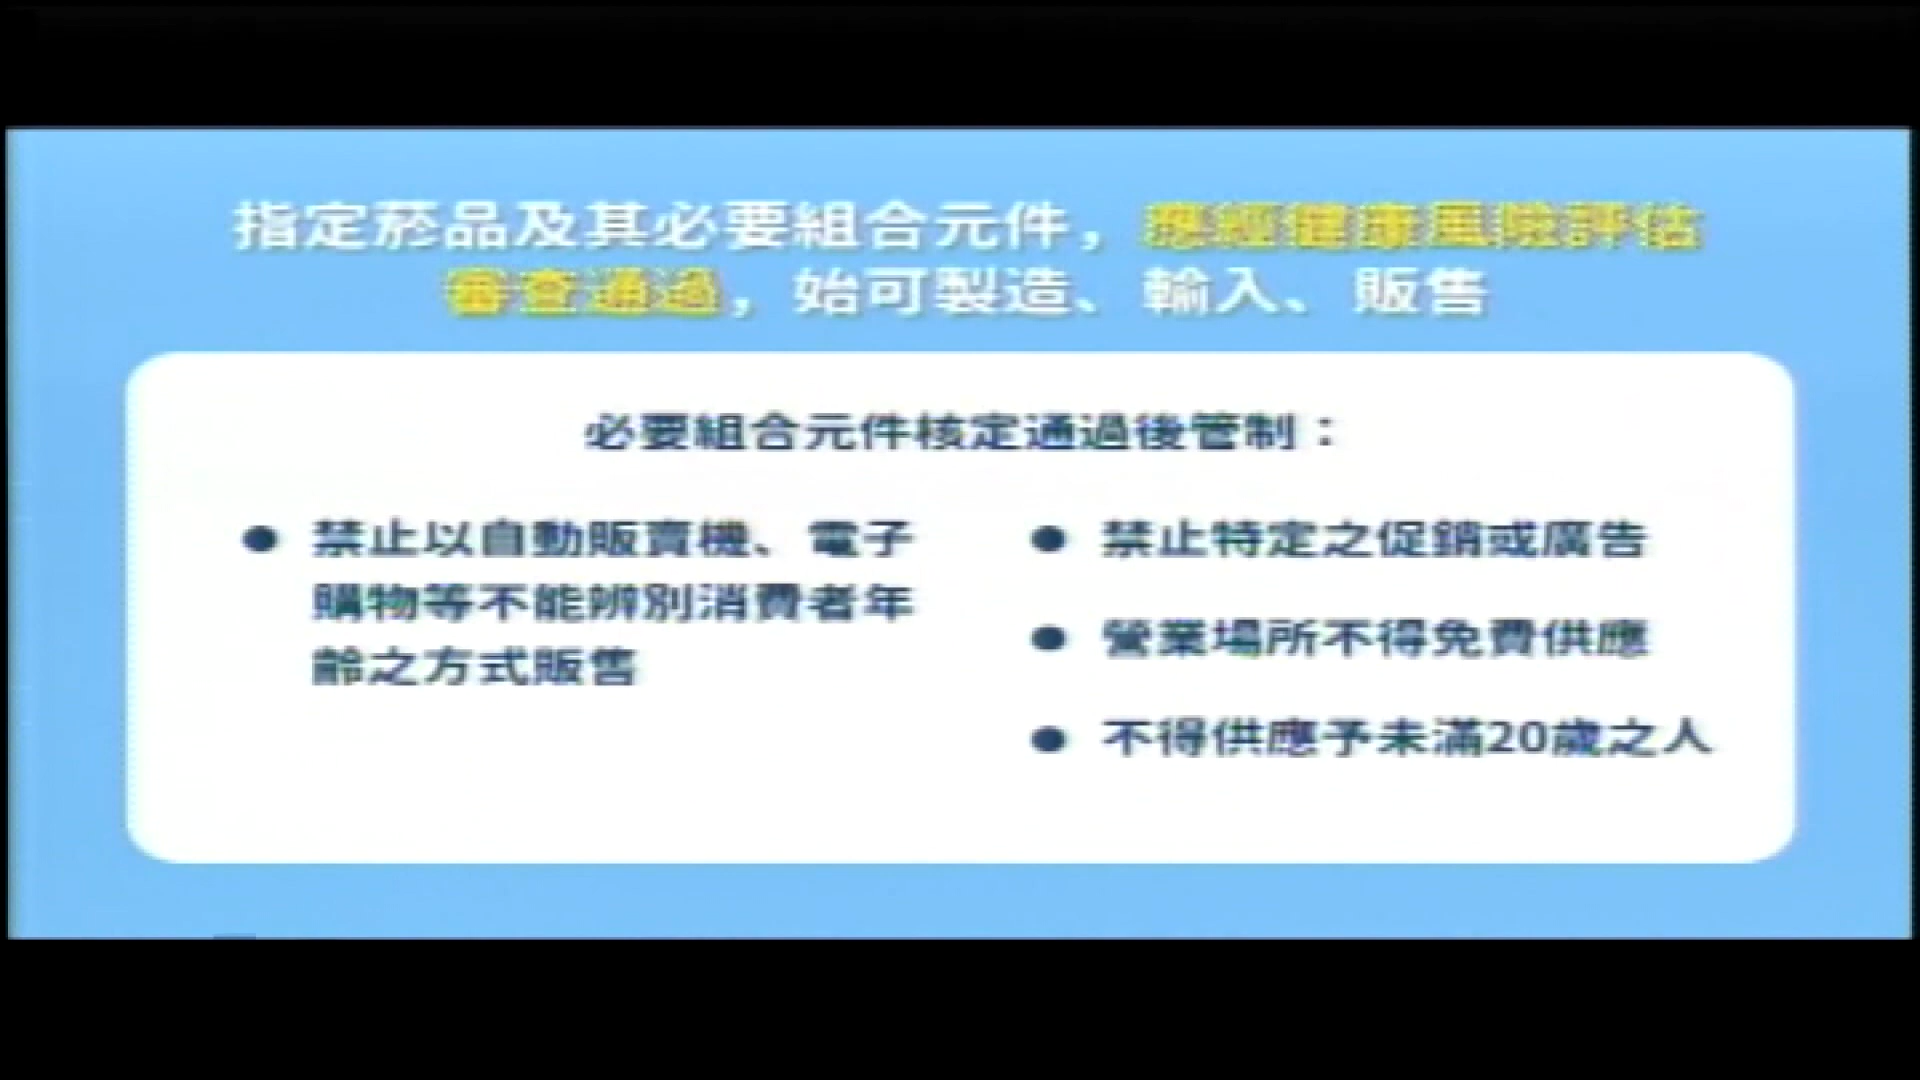 指定菸品及其必要組合元件，應經健康風險評估
審查通過，始可製造、輸入、販售
必要組合元件核定通過後管制：
● 禁止以自動販賣機、電子
購物等不能辨別消費者年
齡之方式販售
● 禁止特定之促銷或廣告
● 營業場所不得免費供應
● 不得供應予未滿20歲之人